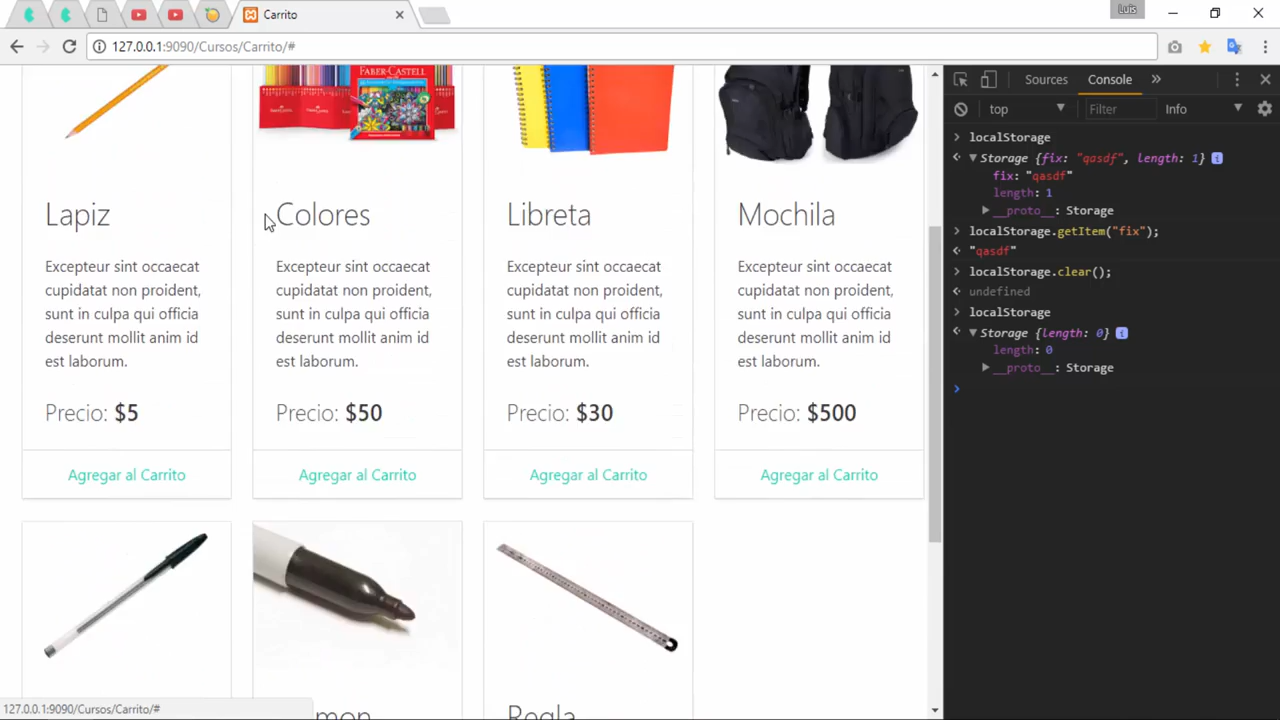 Carrito
Luis
127.0.0.1:9090/Cursos/Carrito/#
FABER-CASTELL
Lapiz
Excepteur sint occaecat
cupidatat non proident,
sunt in culpa qui officia
deserunt mollit anim id
est laborum.
Precio: $5
Agregar al Carrito
Colores
Excepteur sint occaecat
cupidatat non proident,
sunt in culpa qui officia
deserunt mollit anim id
est laborum.
Precio: $50
Agregar al Carrito
Libreta
Excepteur sint occaecat
cupidatat non proident,
sunt in culpa qui officia
deserunt mollit anim id
est laborum.
Precio: $30
Agregar al Carrito
Mochila
Excepteur sint occaecat
cupidatat non proident,
sunt in culpa qui officia
deserunt mollit anim id
est laborum.
Precio: $500
Agregar al Carrito
Regla
127.0.0.1:9090/Cursos/Carrito/#
Sources Console »
top Filter Info
localStorage
Storage {fix: "qasdf", length: 1}
fix: "qasdf"
length: 1
__proto__: Storage
localStorage.getItem("fix");
"qasdf"
localStorage.clear();
undefined
localStorage
Storage {length: 0}
length: 0
__proto__: Storage